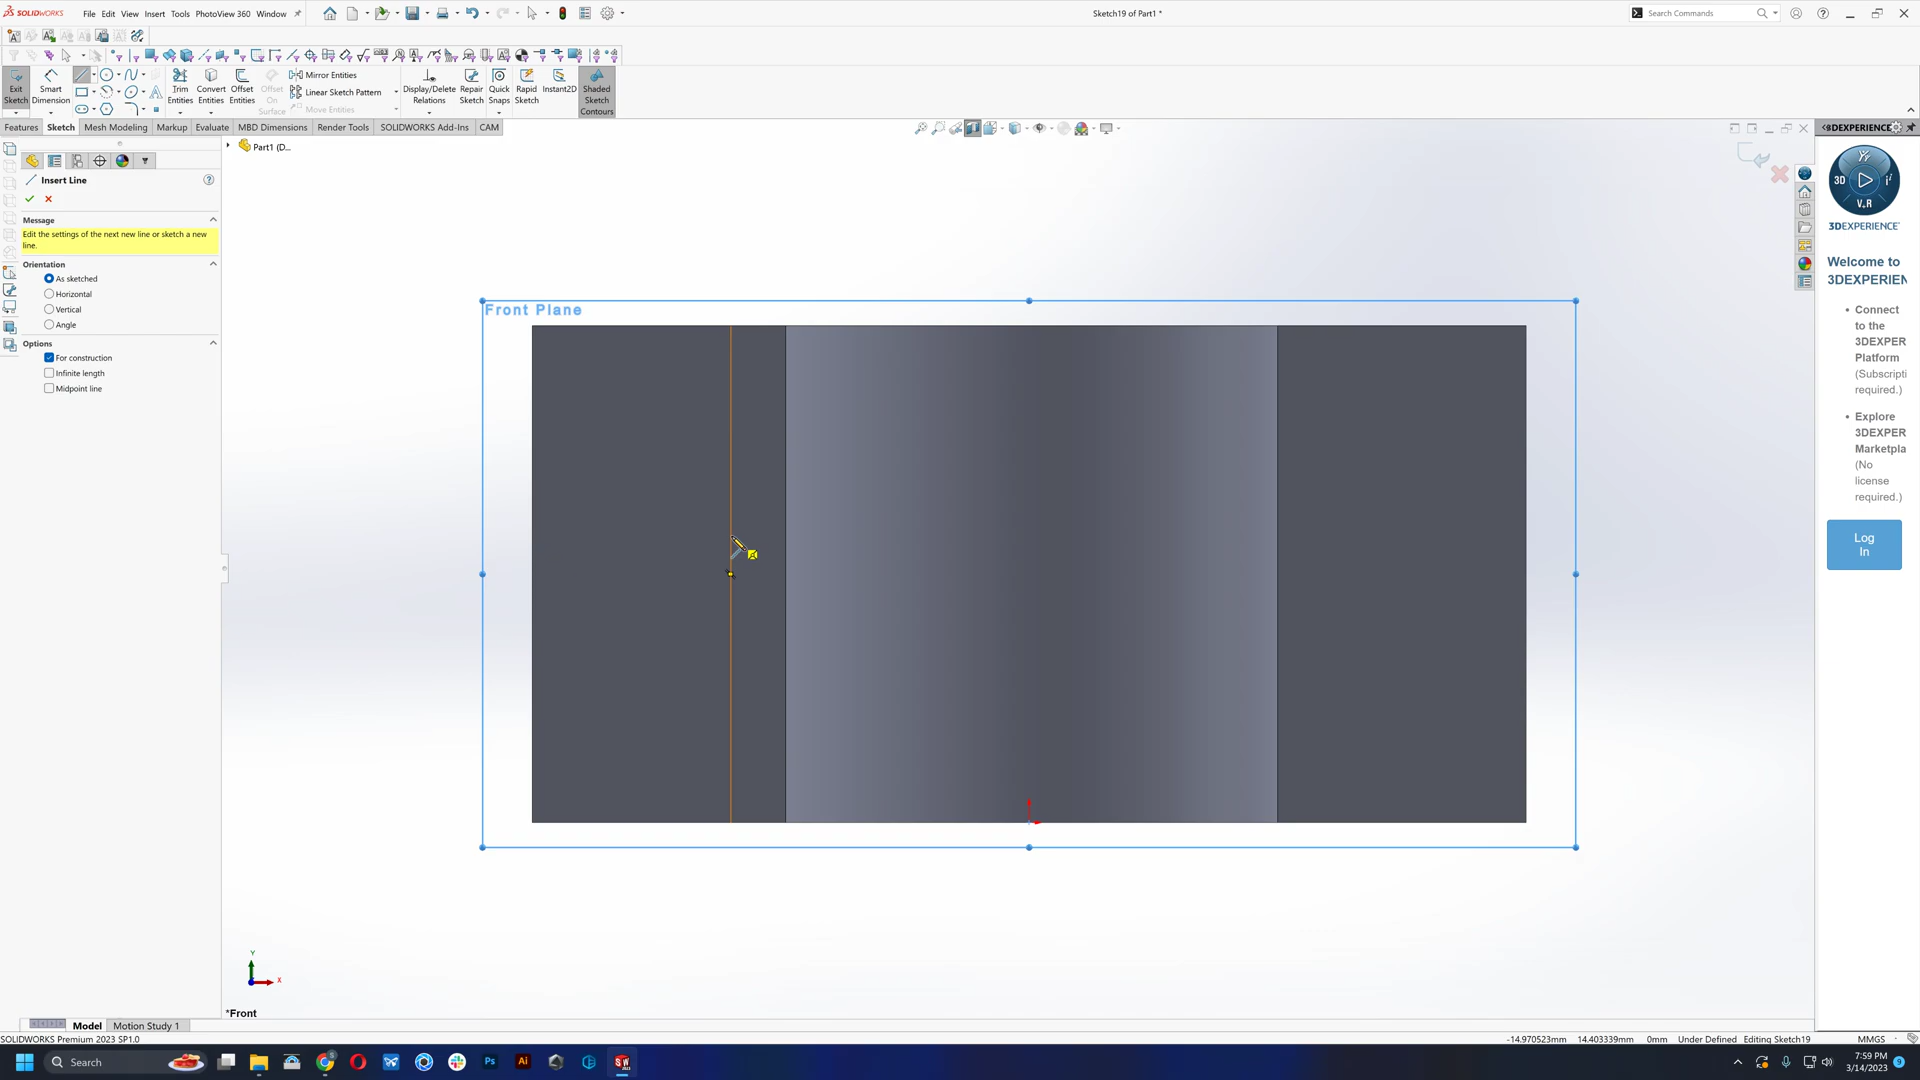 SOLIDWORKS File Edit View Insert Tools PhotoView 360 Window
Sketch19 of Part1 *
Search Commands
Exit Sketch
Smart Dimension
Trim Entities
Convert Entities
Offset Entities
Offset On Surface
Mirror Entities
Linear Sketch Pattern
Move Entities
Display/Delete Relations
Repair Sketch
Quick Snaps
Rapid Sketch
Instant2D
Shaded Sketch Contours
Features Sketch Mesh Modeling Markup Evaluate MBD Dimensions Render Tools SOLIDWORKS Add-Ins CAM
3DEXPERIENCE
Part1 (D...
Insert Line
Message
Edit the settings of the next new line or sketch a new
line.
Orientation
As sketched
Horizontal
Vertical
Angle
Options
For construction
Infinite length
Midpoint line
Front Plane
3D
V.R
3DEXPERIENCE
Welcome to
3DEXPERIEN
• Connect
to the
3DEXPER
Platform
(Subscripti
required.)
• Explore
3DEXPER
Marketpla
(No
license
required.)
Log
In
Y
X
*Front
Model Motion Study 1
SOLIDWORKS Premium 2023 SP1.0
-14.970523mm 14.403339mm 0mm Under Defined Editing Sketch19 MMGS
Search
Ps
Ai
SW
7:59 PM
3/14/2023
9